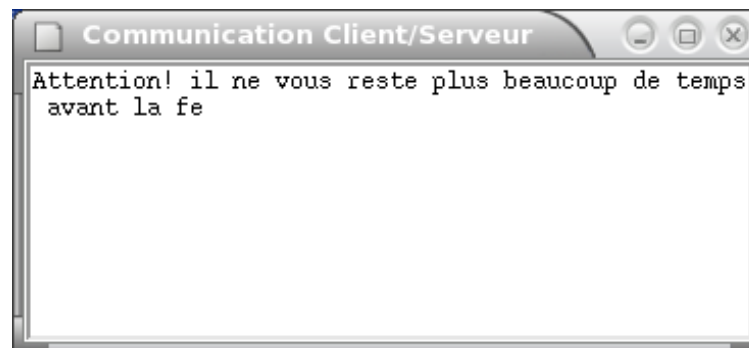 Communication Client/Serveur
Attention! il ne vous reste plus beaucoup de temps
avant la fe